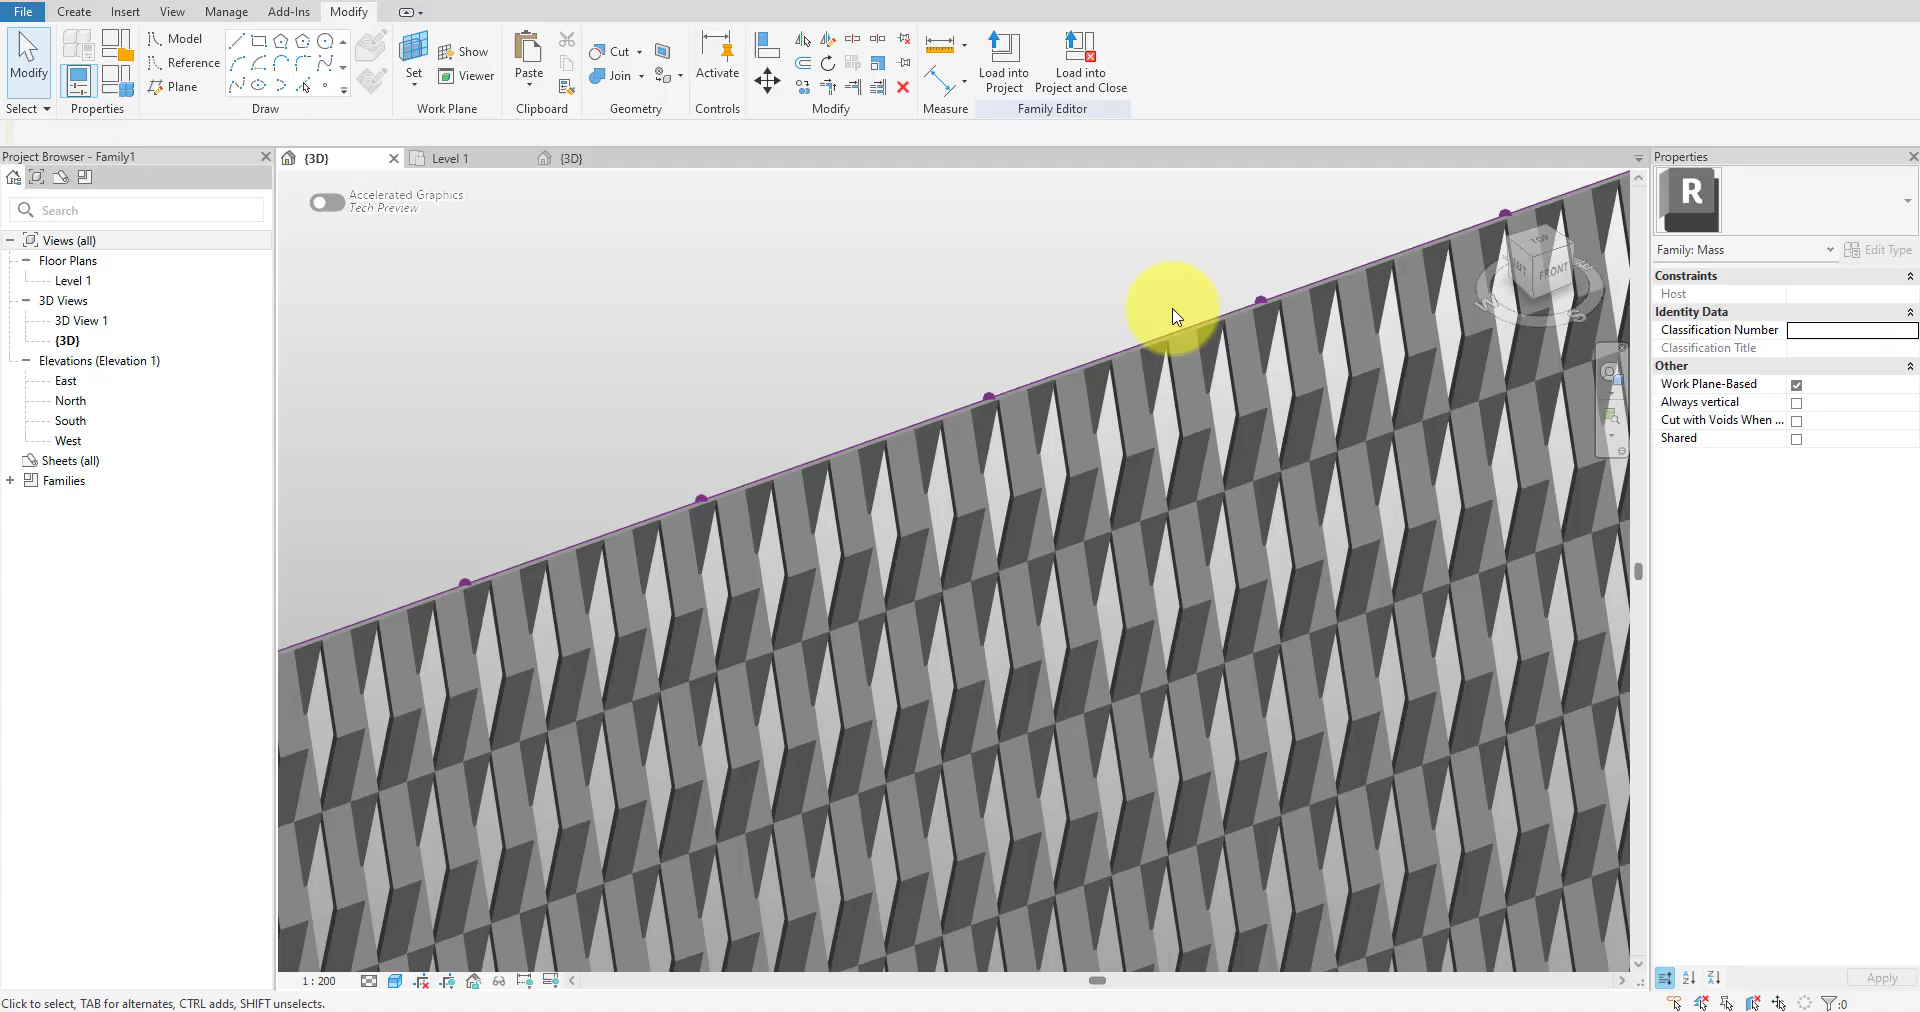 File Create Insert View Manage Add-Ins Modify
Modify
Select
Properties
Model
Reference
Plane
Draw
Set
Show
Viewer
Work Plane
Paste
Clipboard
Cut
Join
Geometry
Activate
Controls
Modify
Measure
Load into
Project
Load into
Project and Close
Family Editor
Project Browser - Family1
{3D}
Level 1
{3D}
Properties
Search
Views (all)
Floor Plans
Level 1
3D Views
3D View 1
{3D}
Elevations (Elevation 1)
East
North
South
West
Sheets (all)
Families
Accelerated Graphics
Tech Preview
TOP
LEFT
FRONT
W
S
R
Family: Mass
Edit Type
Constraints
Host
Identity Data
Classification Number
Classification Title
Other
Work Plane-Based
Always vertical
Cut with Voids When ...
Shared
1 : 200
Apply
Click to select, TAB for alternates, CTRL adds, SHIFT unselects.
:0